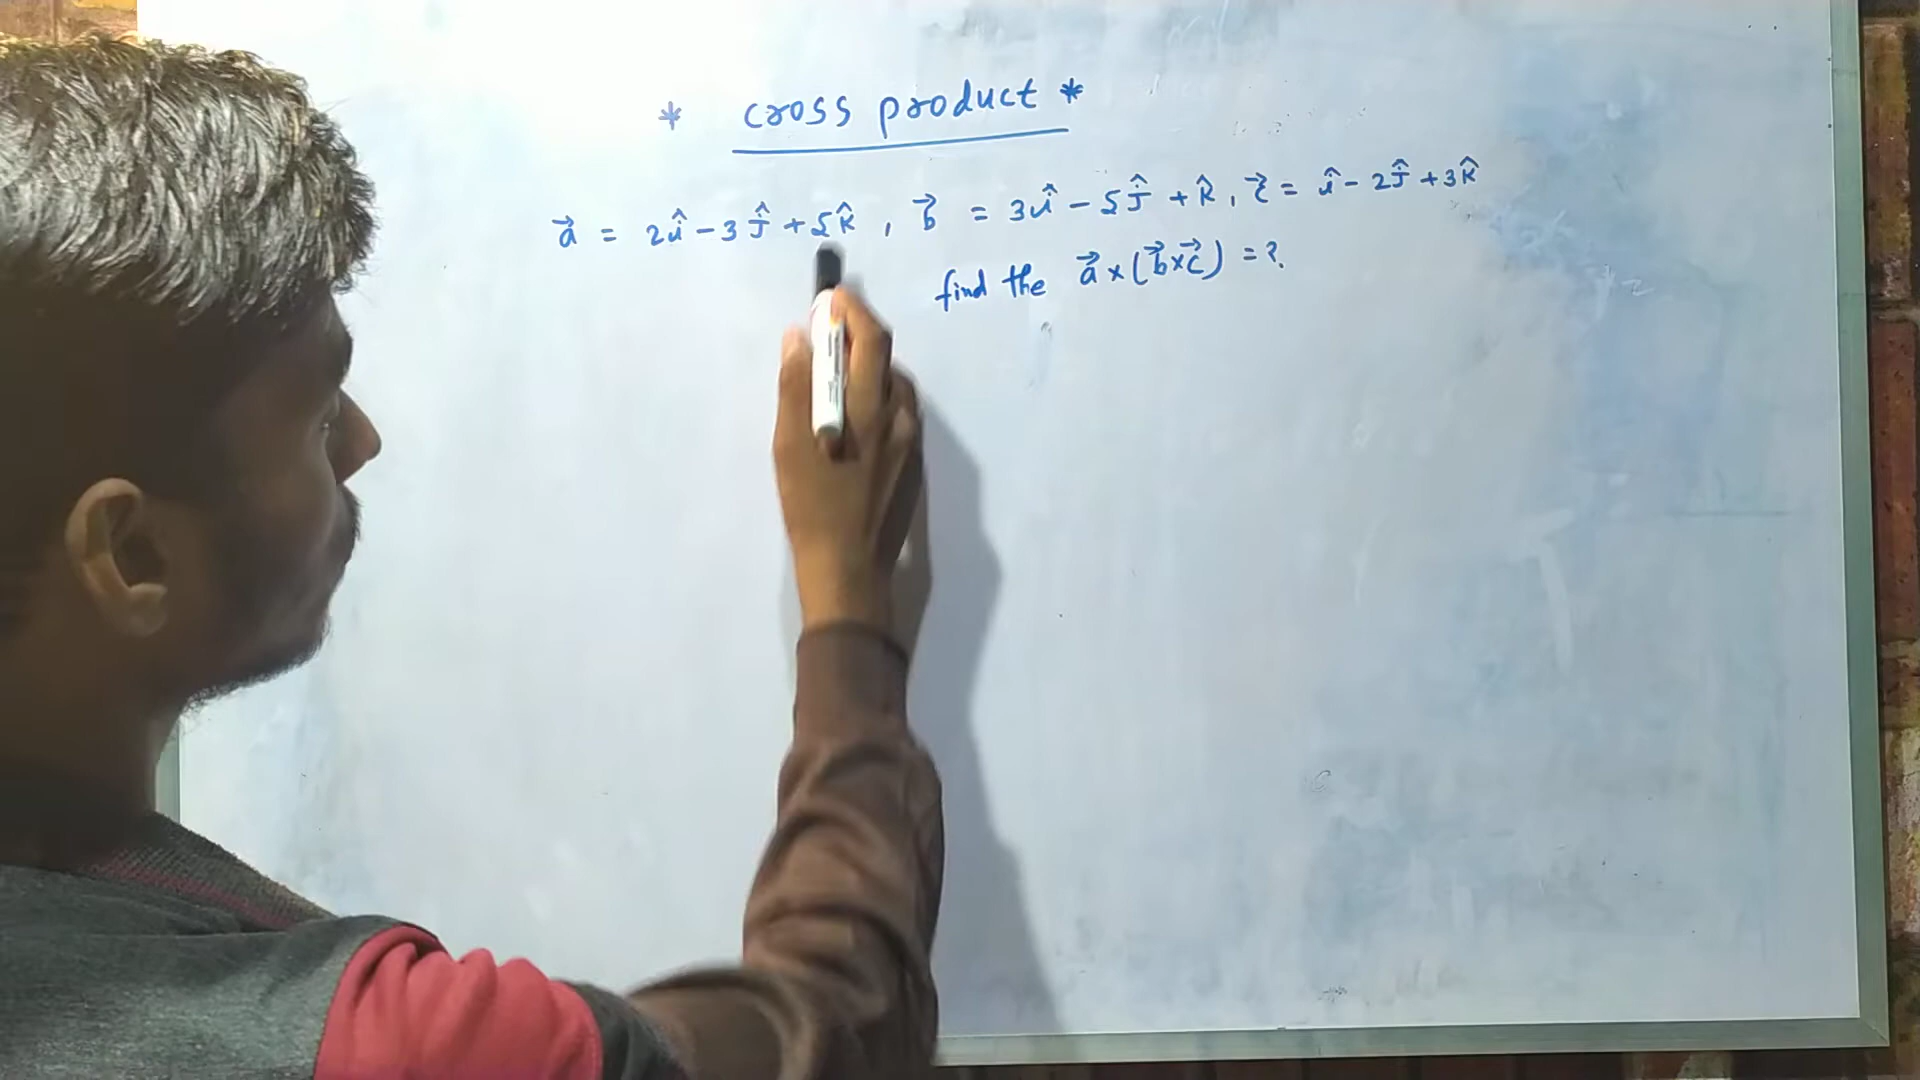 * cross product *
a⃗ = 2î - 3ĵ + 5k̂ , b⃗ = 3î - 5ĵ + k̂ , c⃗ = î - 2ĵ + 3k̂
find the a⃗ × (b⃗ × c⃗) = ?.